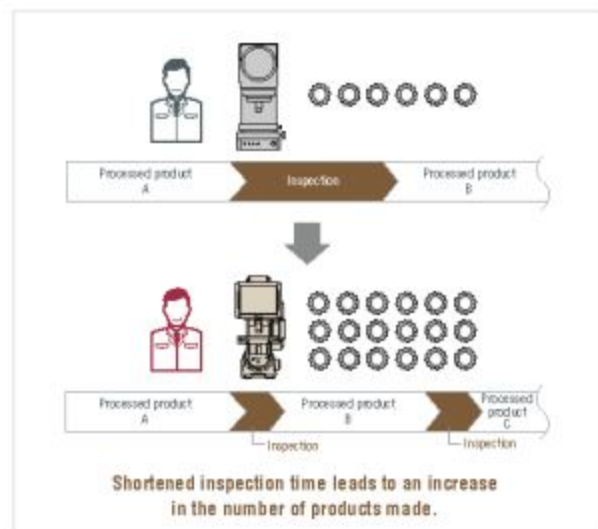 Processed product
A
Inspection
Processed product
B
Processed product
A
Processed product
B
Processed
product
C
Inspection
Inspection
Shortened inspection time leads to an increase
in the number of products made.